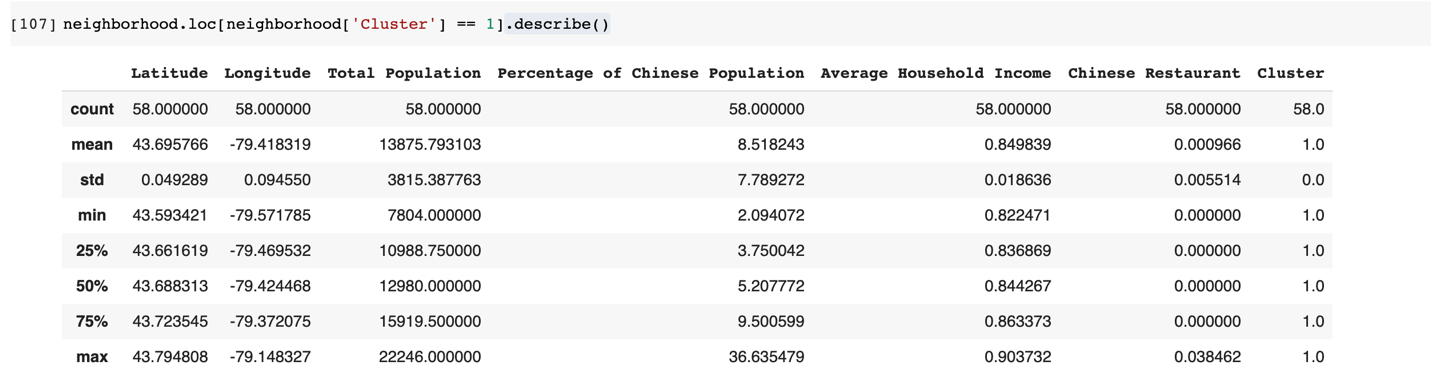 [107] neighborhood.loc[neighborhood['Cluster'] == 1].describe()
Latitude Longitude Total Population Percentage of Chinese Population Average Household Income Chinese Restaurant Cluster
count 58.000000 58.000000 58.000000 58.000000 58.000000 58.000000 58.0
mean 43.695766 -79.418319 13875.793103 8.518243 0.849839 0.000966 1.0
std 0.049289 0.094550 3815.387763 7.789272 0.018636 0.005514 0.0
min 43.593421 -79.571785 7804.000000 2.094072 0.822471 0.000000 1.0
25% 43.661619 -79.469532 10988.750000 3.750042 0.836869 0.000000 1.0
50% 43.688313 -79.424468 12980.000000 5.207772 0.844267 0.000000 1.0
75% 43.723545 -79.372075 15919.500000 9.500599 0.863373 0.000000 1.0
max 43.794808 -79.148327 22246.000000 36.635479 0.903732 0.038462 1.0